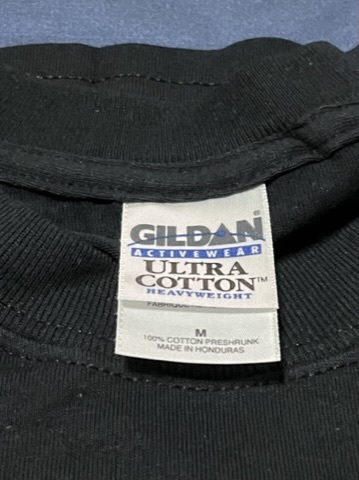 GILDAN®
ACTIVEWEAR
ULTRA
COTTON™
HEAVYWEIGHT
M
100% COTTON PRESHRUNK
MADE IN HONDURAS